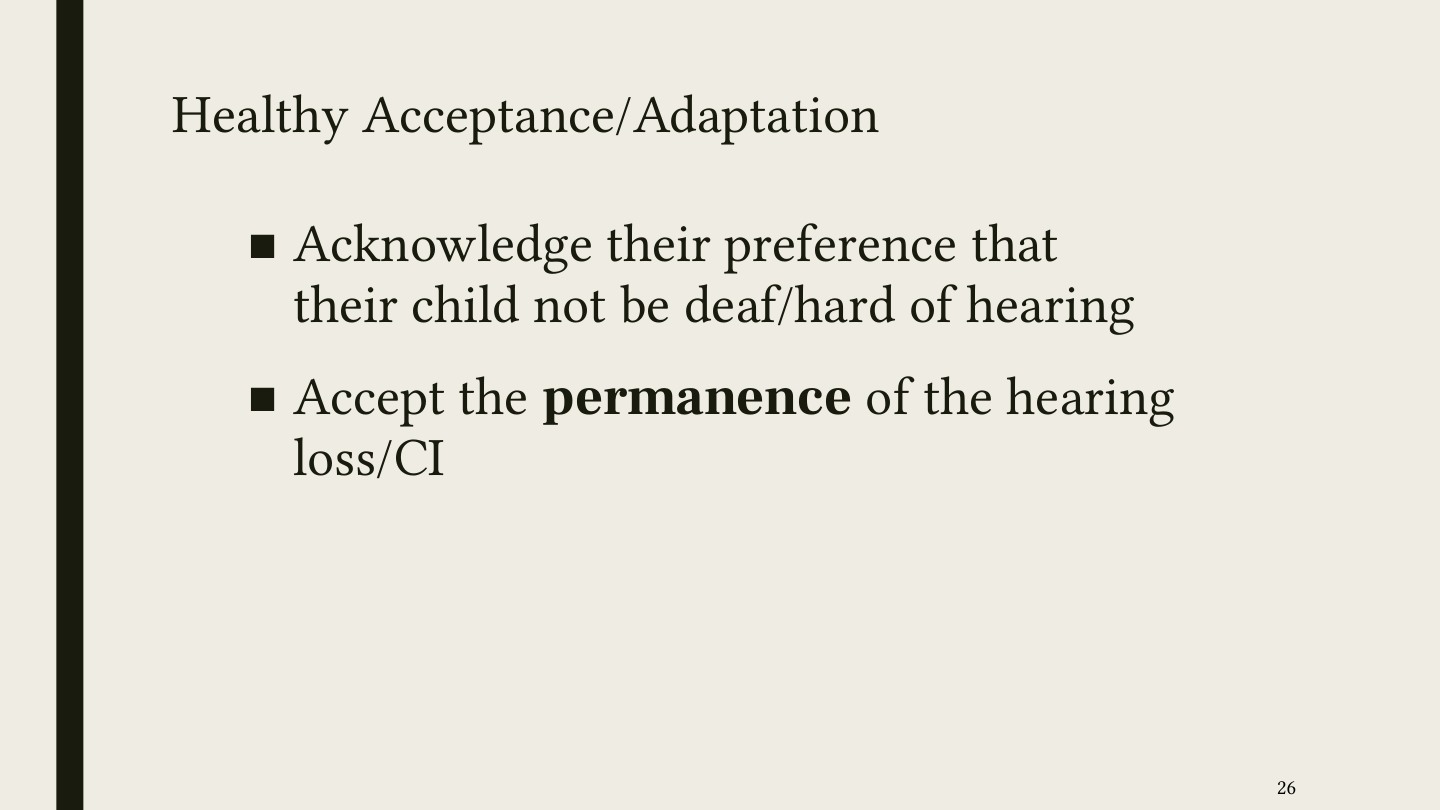 Healthy Acceptance/Adaptation
■ Acknowledge their preference that
their child not be deaf/hard of hearing
■ Accept the permanence of the hearing
loss/CI
26